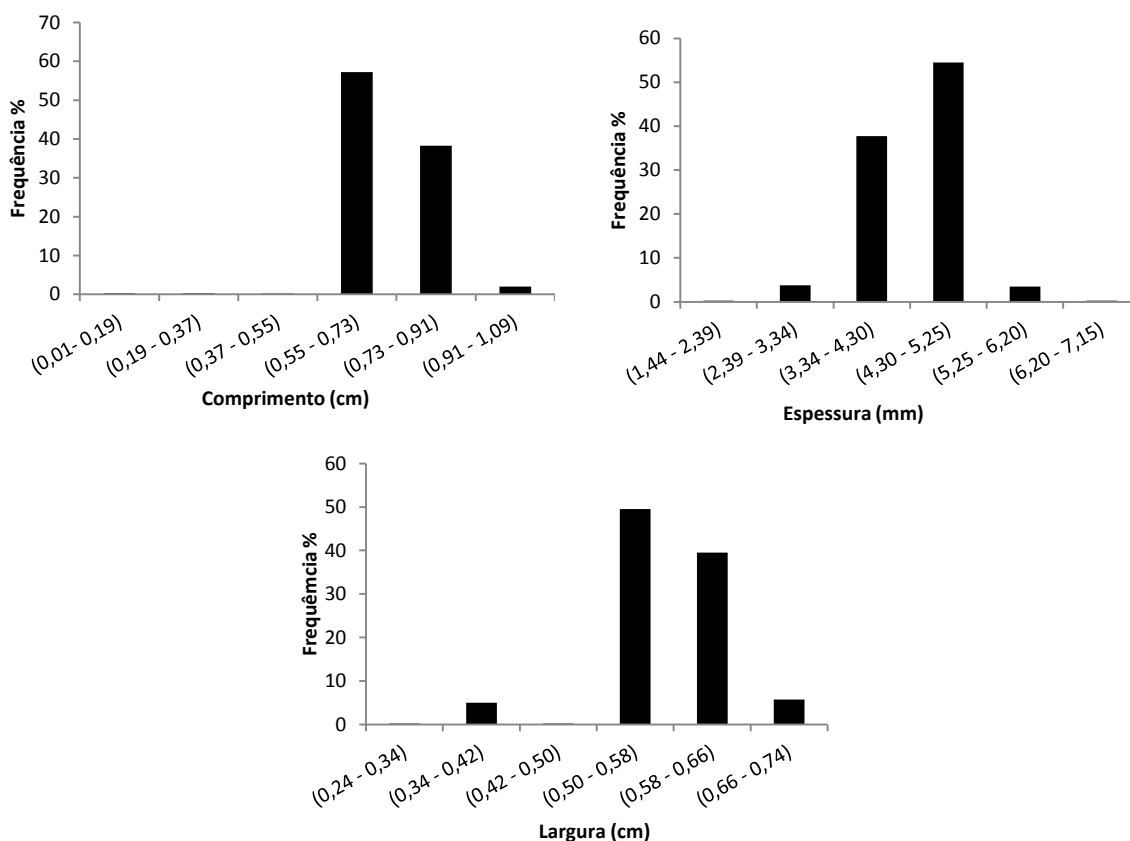 Frequência %
70
60
50
40
30
20
10
0
(0,01- 0,19)
(0,19 - 0,37)
(0,37 - 0,55)
(0,55 - 0,73)
(0,73 - 0,91)
(0,91 - 1,09)
Comprimento (cm)
Frequência %
60
50
40
30
20
10
0
(1,44 - 2,39)
(2,39 - 3,34)
(3,34 - 4,30)
(4,30 - 5,25)
(5,25 - 6,20)
(6,20 - 7,15)
Espessura (mm)
Frequêmcia %
60
50
40
30
20
10
0
(0,24 - 0,34)
(0,34 - 0,42)
(0,42 - 0,50)
(0,50 - 0,58)
(0,58 - 0,66)
(0,66 - 0,74)
Largura (cm)